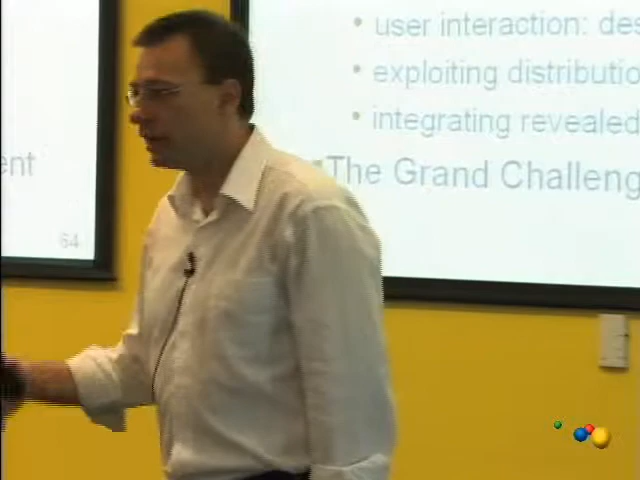 user interaction: des
exploiting distributio
integrating revealed
The Grand Challeng
ent
64